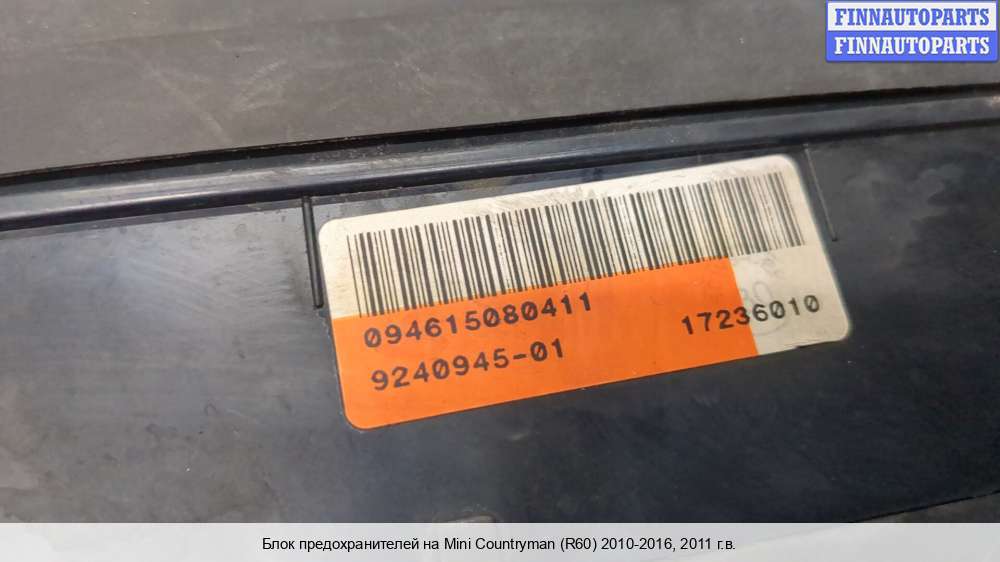 FINNAUTOPARTS
FINNAUTOPARTS
094615080411
9240945-01
17236010
Блок предохранителей на Mini Countryman (R60) 2010-2016, 2011 г.в.